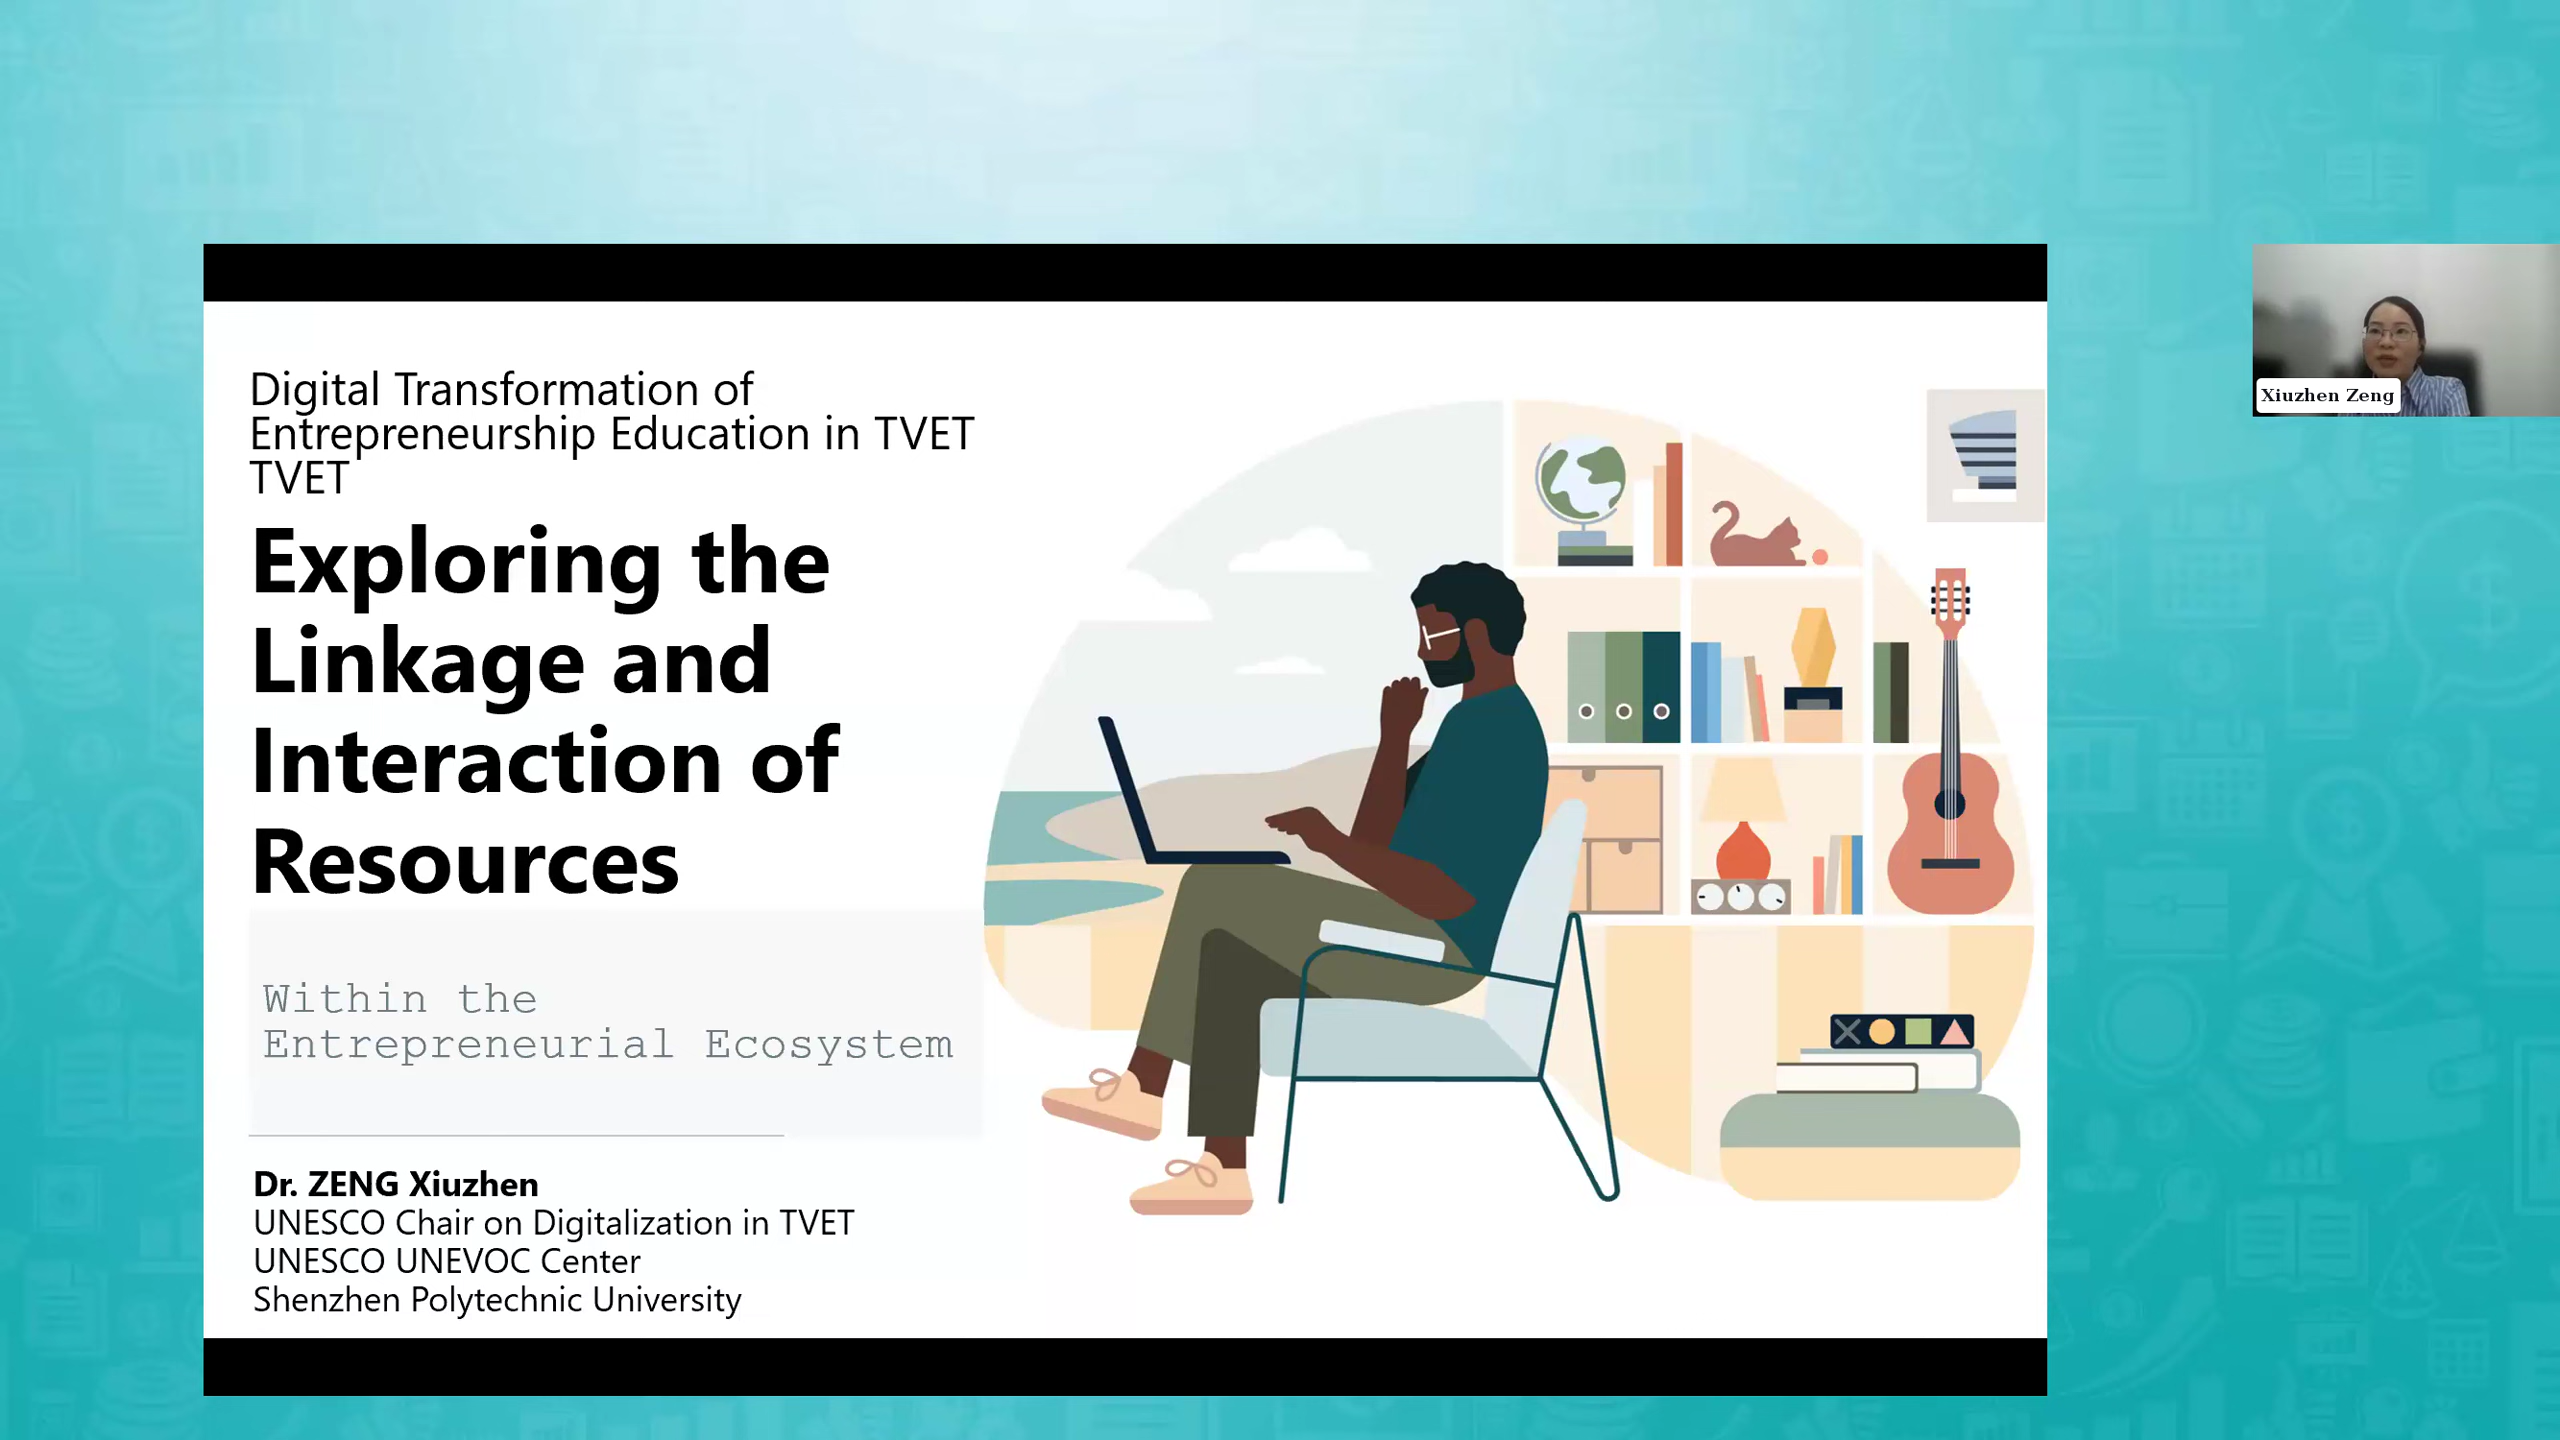 Digital Transformation of
Entrepreneurship Education in TVET
TVET
Exploring the
Linkage and
Interaction of
Resources
Within the
Entrepreneurial Ecosystem
Dr. ZENG Xiuzhen
UNESCO Chair on Digitalization in TVET
UNESCO UNEVOC Center
Shenzhen Polytechnic University
Xiuzhen Zeng